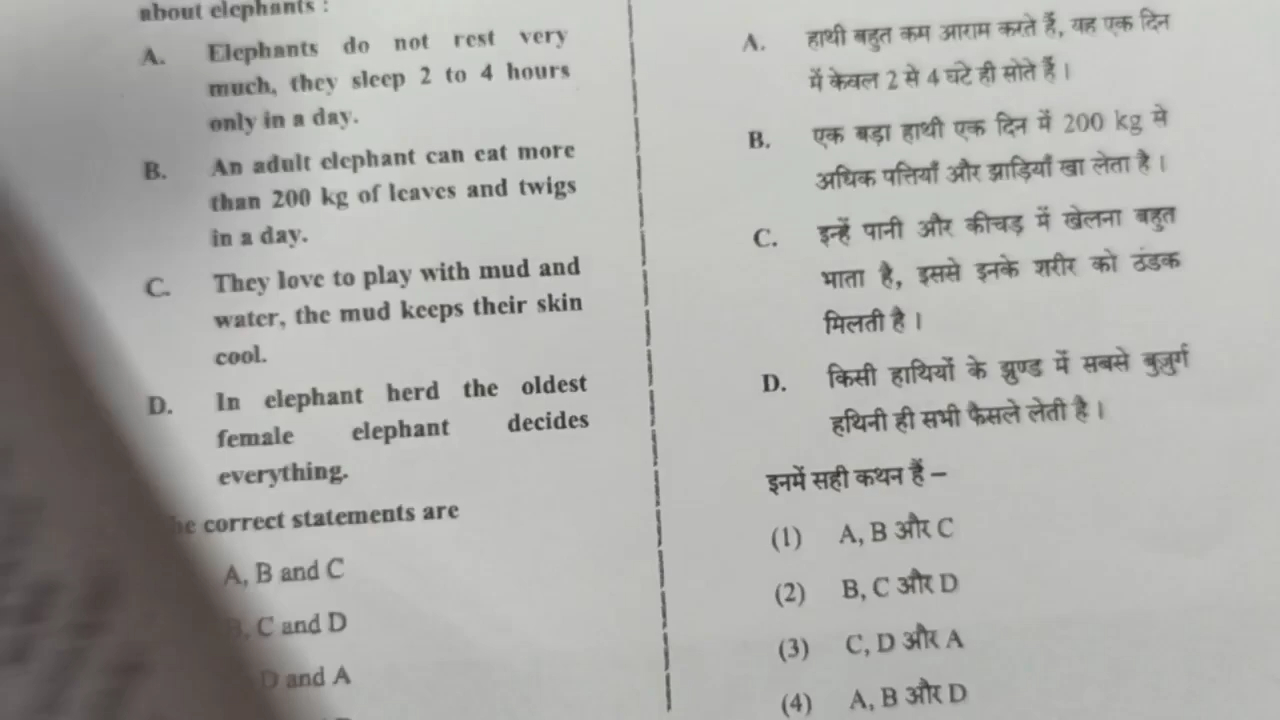 about elephants :
A. Elephants do not rest very
much, they sleep 2 to 4 hours
only in a day.
B. An adult elephant can eat more
than 200 kg of leaves and twigs
in a day.
C. They love to play with mud and
water, the mud keeps their skin
cool.
D. In elephant herd the oldest
female elephant decides
everything.
correct statements are
A, B and C
C and D
D and A
A. हाथी बहुत कम आराम करते हैं, यह एक दिन
में केवल 2 से 4 घंटे ही सोते हैं ।
B. एक बड़ा हाथी एक दिन में 200 kg से
अधिक पत्तियाँ और झाड़ियाँ खा लेता है ।
C. इन्हें पानी और कीचड़ में खेलना बहुत
भाता है, इससे इनके शरीर को ठंडक
मिलती है ।
D. किसी हाथियों के झुण्ड में सबसे बुज़ुर्ग
हथिनी ही सभी फैसले लेती है ।
इनमें सही कथन हैं –
(1) A, B और C
(2) B, C और D
(3) C, D और A
(4) A, B और D